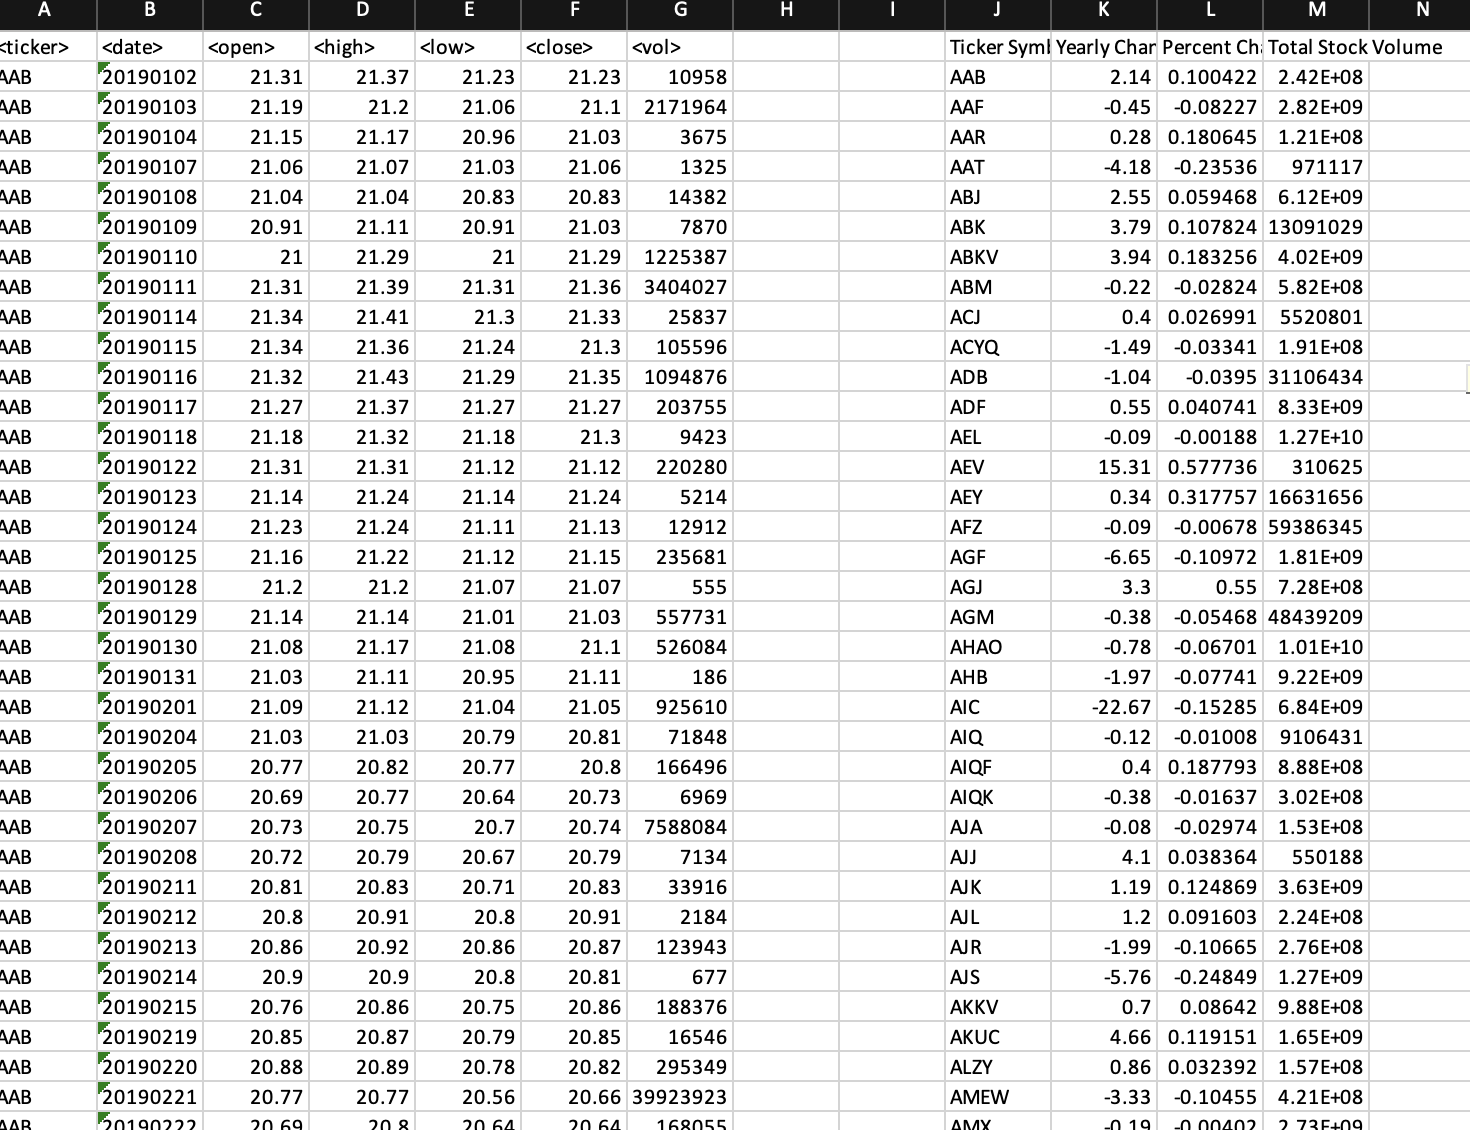 A B C D E F G H I J K L M N
<ticker> <date> <open> <high> <low> <close> <vol> Ticker Syml Yearly Char Percent Ch Total Stock Volume
AAB 20190102 21.31 21.37 21.23 21.23 10958 AAB 2.14 0.100422 2.42E+08
AAB 20190103 21.19 21.2 21.06 21.1 2171964 AAF -0.45 -0.08227 2.82E+09
AAB 20190104 21.15 21.17 20.96 21.03 3675 AAR 0.28 0.180645 1.21E+08
AAB 20190107 21.06 21.07 21.03 21.06 1325 AAT -4.18 -0.23536 971117
AAB 20190108 21.04 21.04 20.83 20.83 14382 ABJ 2.55 0.059468 6.12E+09
AAB 20190109 20.91 21.11 20.91 21.03 7870 ABK 3.79 0.107824 13091029
AAB 20190110 21 21.29 21 21.29 1225387 ABKV 3.94 0.183256 4.02E+09
AAB 20190111 21.31 21.39 21.31 21.36 3404027 ABM -0.22 -0.02824 5.82E+08
AAB 20190114 21.34 21.41 21.3 21.33 25837 ACJ 0.4 0.026991 5520801
AAB 20190115 21.34 21.36 21.24 21.3 105596 ACYQ -1.49 -0.03341 1.91E+08
AAB 20190116 21.32 21.43 21.29 21.35 1094876 ADB -1.04 -0.0395 31106434
AAB 20190117 21.27 21.37 21.27 21.27 203755 ADF 0.55 0.040741 8.33E+09
AAB 20190118 21.18 21.32 21.18 21.3 9423 AEL -0.09 -0.00188 1.27E+10
AAB 20190122 21.31 21.31 21.12 21.12 220280 AEV 15.31 0.577736 310625
AAB 20190123 21.14 21.24 21.14 21.24 5214 AEY 0.34 0.317757 16631656
AAB 20190124 21.23 21.24 21.11 21.13 12912 AFZ -0.09 -0.00678 59386345
AAB 20190125 21.16 21.22 21.12 21.15 235681 AGF -6.65 -0.10972 1.81E+09
AAB 20190128 21.2 21.2 21.07 21.07 555 AGJ 3.3 0.55 7.28E+08
AAB 20190129 21.14 21.14 21.01 21.03 557731 AGM -0.38 -0.05468 48439209
AAB 20190130 21.08 21.17 21.08 21.1 526084 AHAO -0.78 -0.06701 1.01E+10
AAB 20190131 21.03 21.11 20.95 21.11 186 AHB -1.97 -0.07741 9.22E+09
AAB 20190201 21.09 21.12 21.04 21.05 925610 AIC -22.67 -0.15285 6.84E+09
AAB 20190204 21.03 21.03 20.79 20.81 71848 AIQ -0.12 -0.01008 9106431
AAB 20190205 20.77 20.82 20.77 20.8 166496 AIQF 0.4 0.187793 8.88E+08
AAB 20190206 20.69 20.77 20.64 20.73 6969 AIQK -0.38 -0.01637 3.02E+08
AAB 20190207 20.73 20.75 20.7 20.74 7588084 AJA -0.08 -0.02974 1.53E+08
AAB 20190208 20.72 20.79 20.67 20.79 7134 AJJ 4.1 0.038364 550188
AAB 20190211 20.81 20.83 20.71 20.83 33916 AJK 1.19 0.124869 3.63E+09
AAB 20190212 20.8 20.91 20.8 20.91 2184 AJL 1.2 0.091603 2.24E+08
AAB 20190213 20.86 20.92 20.86 20.87 123943 AJR -1.99 -0.10665 2.76E+08
AAB 20190214 20.9 20.9 20.8 20.81 677 AJS -5.76 -0.24849 1.27E+09
AAB 20190215 20.76 20.86 20.75 20.86 188376 AKKV 0.7 0.08642 9.88E+08
AAB 20190219 20.85 20.87 20.79 20.85 16546 AKUC 4.66 0.119151 1.65E+09
AAB 20190220 20.88 20.89 20.78 20.82 295349 ALZY 0.86 0.032392 1.57E+08
AAB 20190221 20.77 20.77 20.56 20.66 39923923 AMEW -3.33 -0.10455 4.21E+08
AAB 20190222 20.69 20.8 20.64 20.64 168055 AMX -0.19 -0.00402 2.73E+09